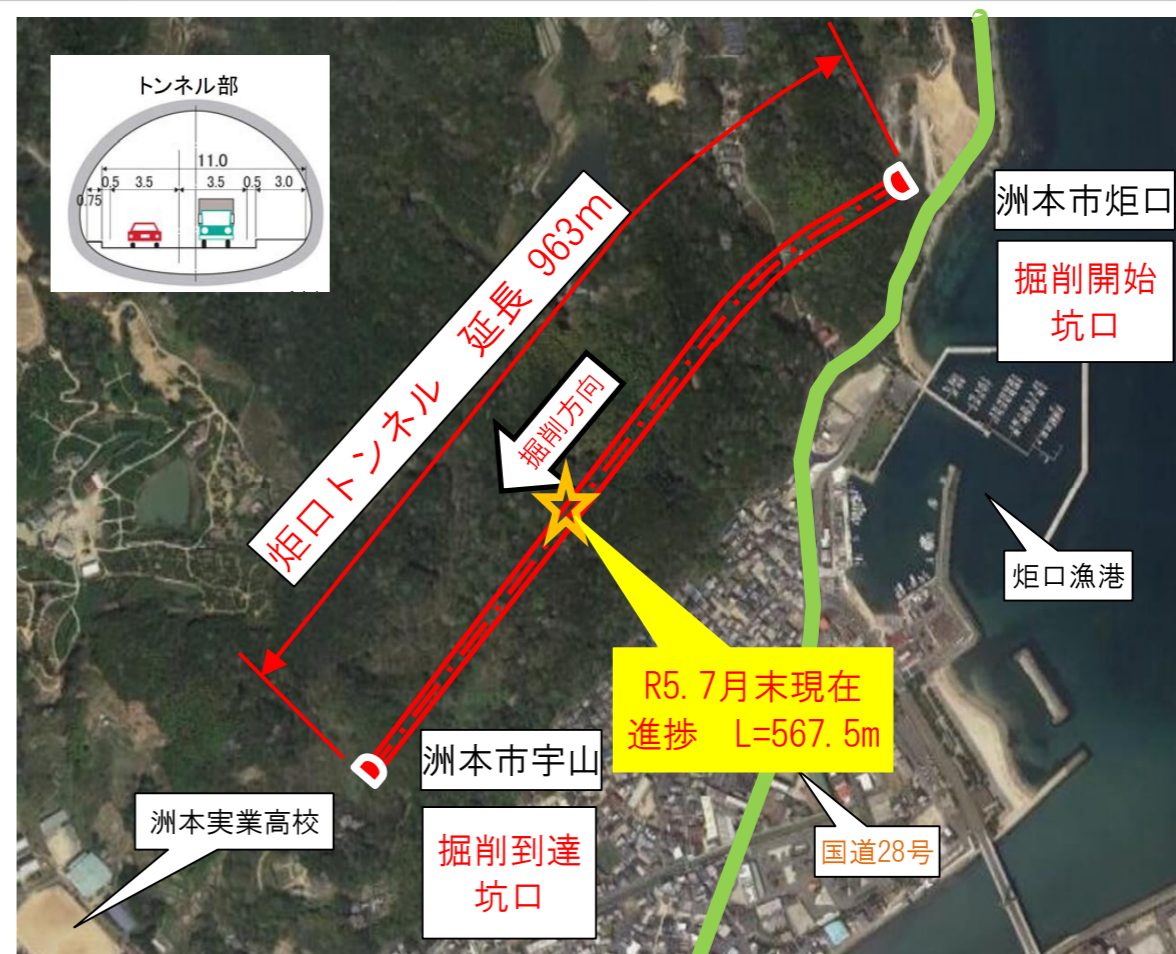 トンネル部
11.0
0.5 3.5 3.5 0.5 3.0
0.75
炬口トンネル 延長 963m
掘削方向
洲本市炬口
掘削開始
坑口
炬口漁港
R5.7月末現在
進捗 L=567.5m
洲本市宇山
掘削到達
坑口
洲本実業高校
国道28号